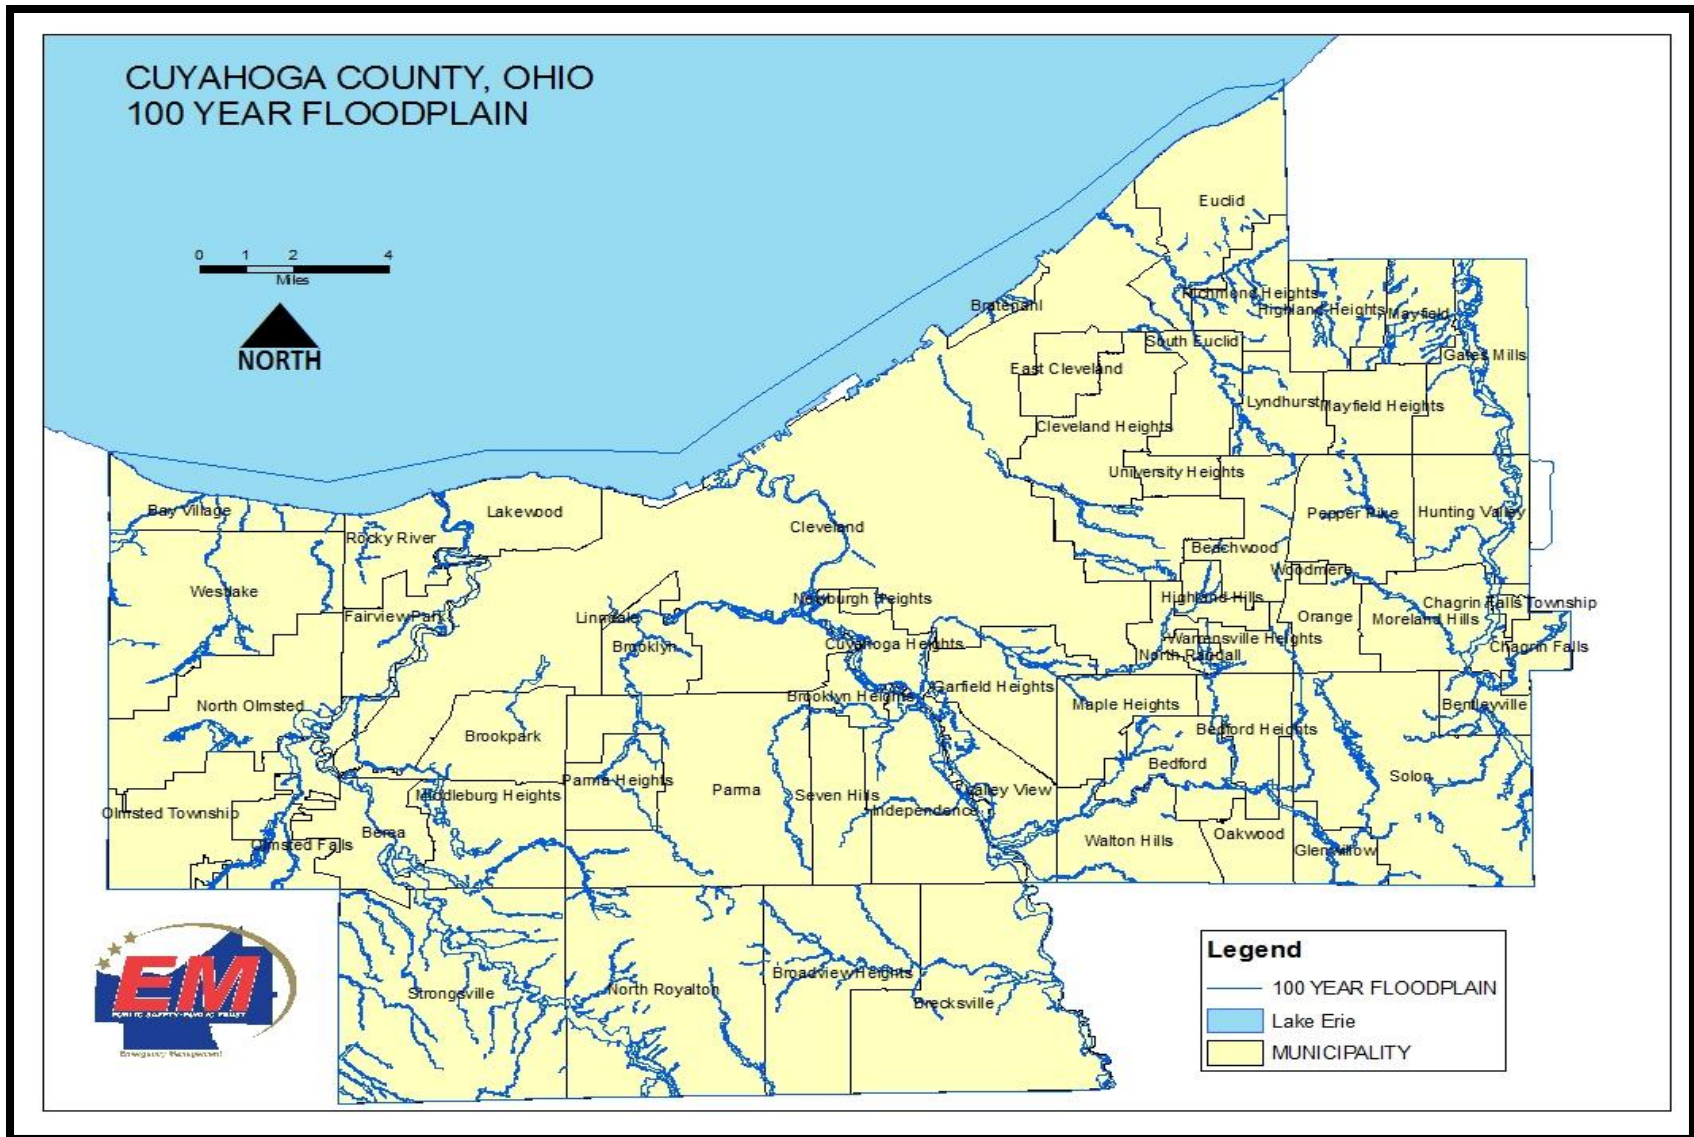 CUYAHOGA COUNTY, OHIO
100 YEAR FLOODPLAIN
0 1 2 4
Miles
NORTH
Euclid
Richmond Heights
Highland Heights
Mayfield
Bratenahl
South Euclid
Gates Mills
East Cleveland
Lyndhurst
Mayfield Heights
Cleveland Heights
University Heights
Bay Village
Lakewood
Cleveland
Pepper Pike
Hunting Valley
Rocky River
Beachwood
Woodmere
Westlake
Newburgh Heights
Highland Hills
Chagrin Falls Township
Fairview Park
Linndale
Orange
Moreland Hills
Brooklyn
Cuyahoga Heights
Warrensville Heights
North Randall
Chagrin Falls
Garfield Heights
Brooklyn Heights
North Olmsted
Maple Heights
Bentleyville
Brookpark
Bedford Heights
Bedford
Parma Heights
Solon
Parma
Valley View
Middleburg Heights
Seven Hills
Independence
Olmsted Township
Berea
Olmsted Falls
Walton Hills
Oakwood
Glenwillow
Strongsville
North Royalton
Broadview Heights
Brecksville
EM
PUBLIC SAFETY-PUBLIC TRUST
Emergency Management
Legend
100 YEAR FLOODPLAIN
Lake Erie
MUNICIPALITY